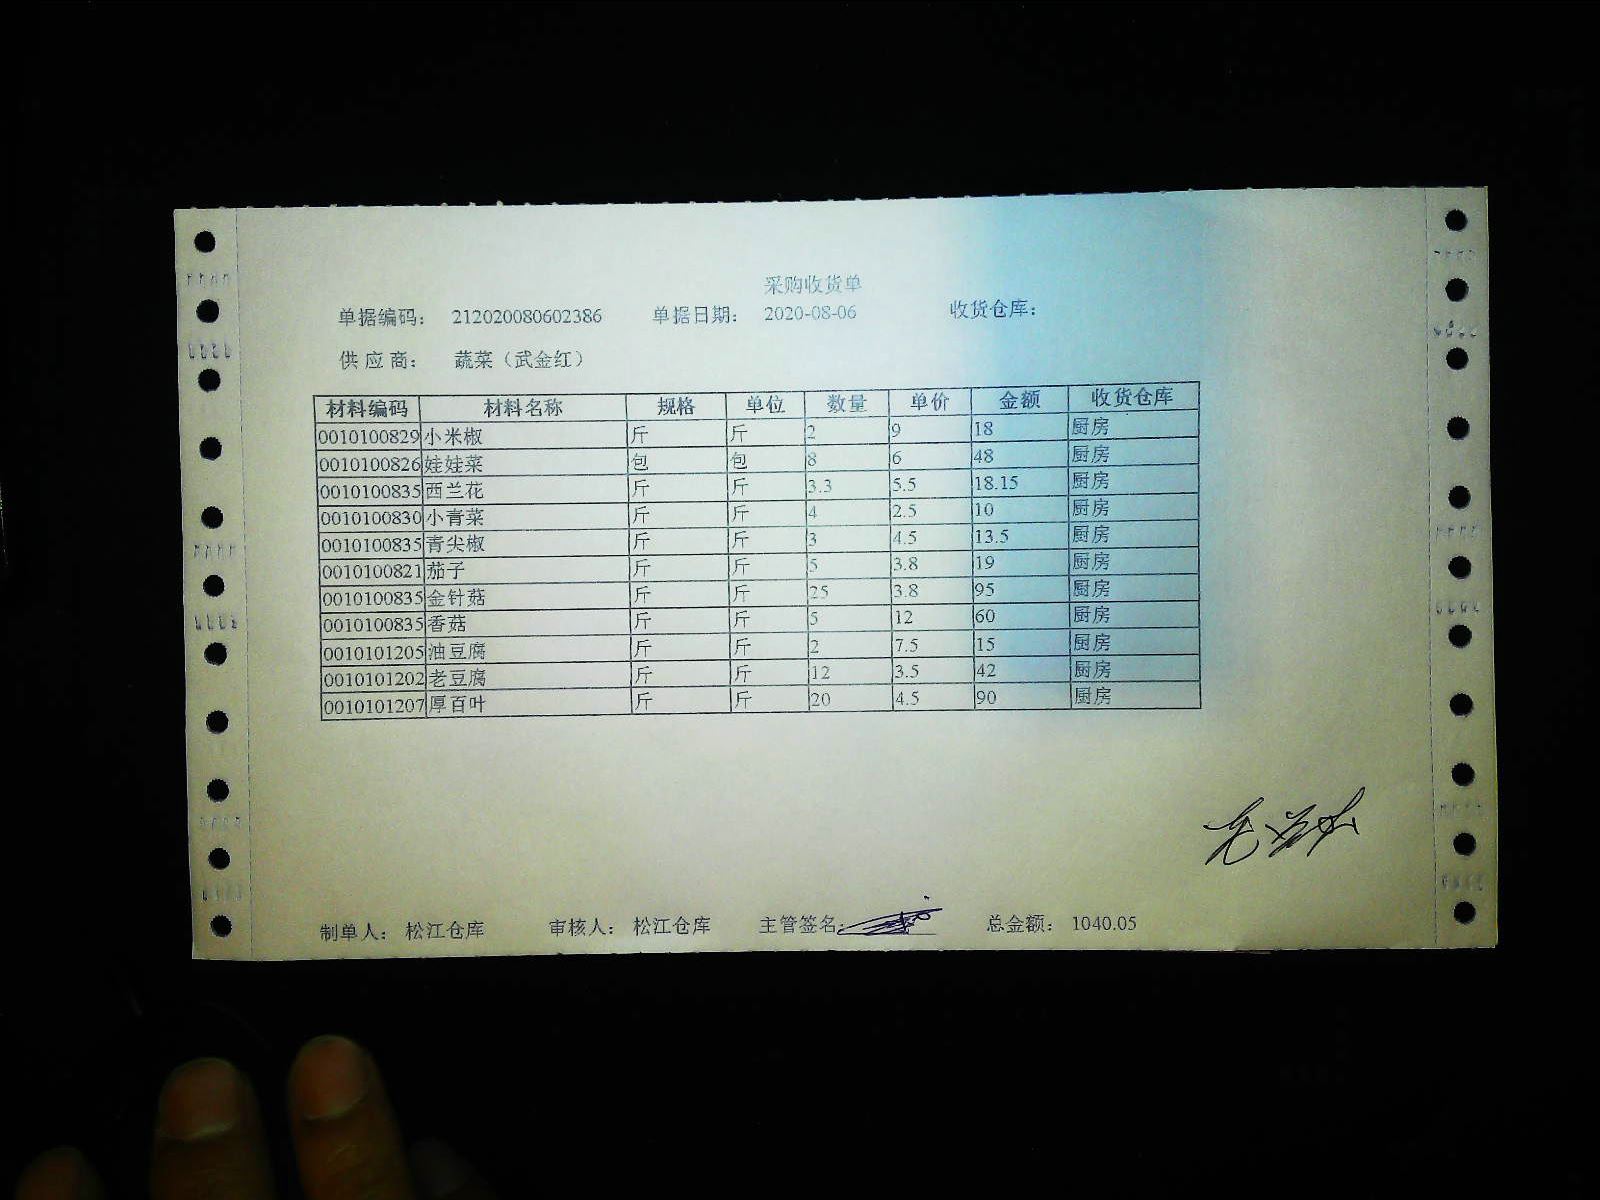 采购收货单
单据编码： 212020080602386 单据日期： 2020-08-06 收货仓库：
供 应 商： 蔬菜（武金红）
材料编码 材料名称 规格 单位 数量 单价 金额 收货仓库
0010100829 小米椒 斤 斤 2 9 18 厨房
0010100826 娃娃菜 包 包 8 6 48 厨房
0010100835 西兰花 斤 斤 3.3 5.5 18.15 厨房
0010100830 小青菜 斤 斤 4 2.5 10 厨房
0010100835 青尖椒 斤 斤 3 4.5 13.5 厨房
0010100821 茄子 斤 斤 5 3.8 19 厨房
0010100835 金针菇 斤 斤 25 3.8 95 厨房
0010100835 香菇 斤 斤 5 12 60 厨房
0010101205 油豆腐 斤 斤 2 7.5 15 厨房
0010101202 老豆腐 斤 斤 12 3.5 42 厨房
0010101207 厚百叶 斤 斤 20 4.5 90 厨房
制单人： 松江仓库 审核人： 松江仓库 主管签名： 总金额： 1040.05